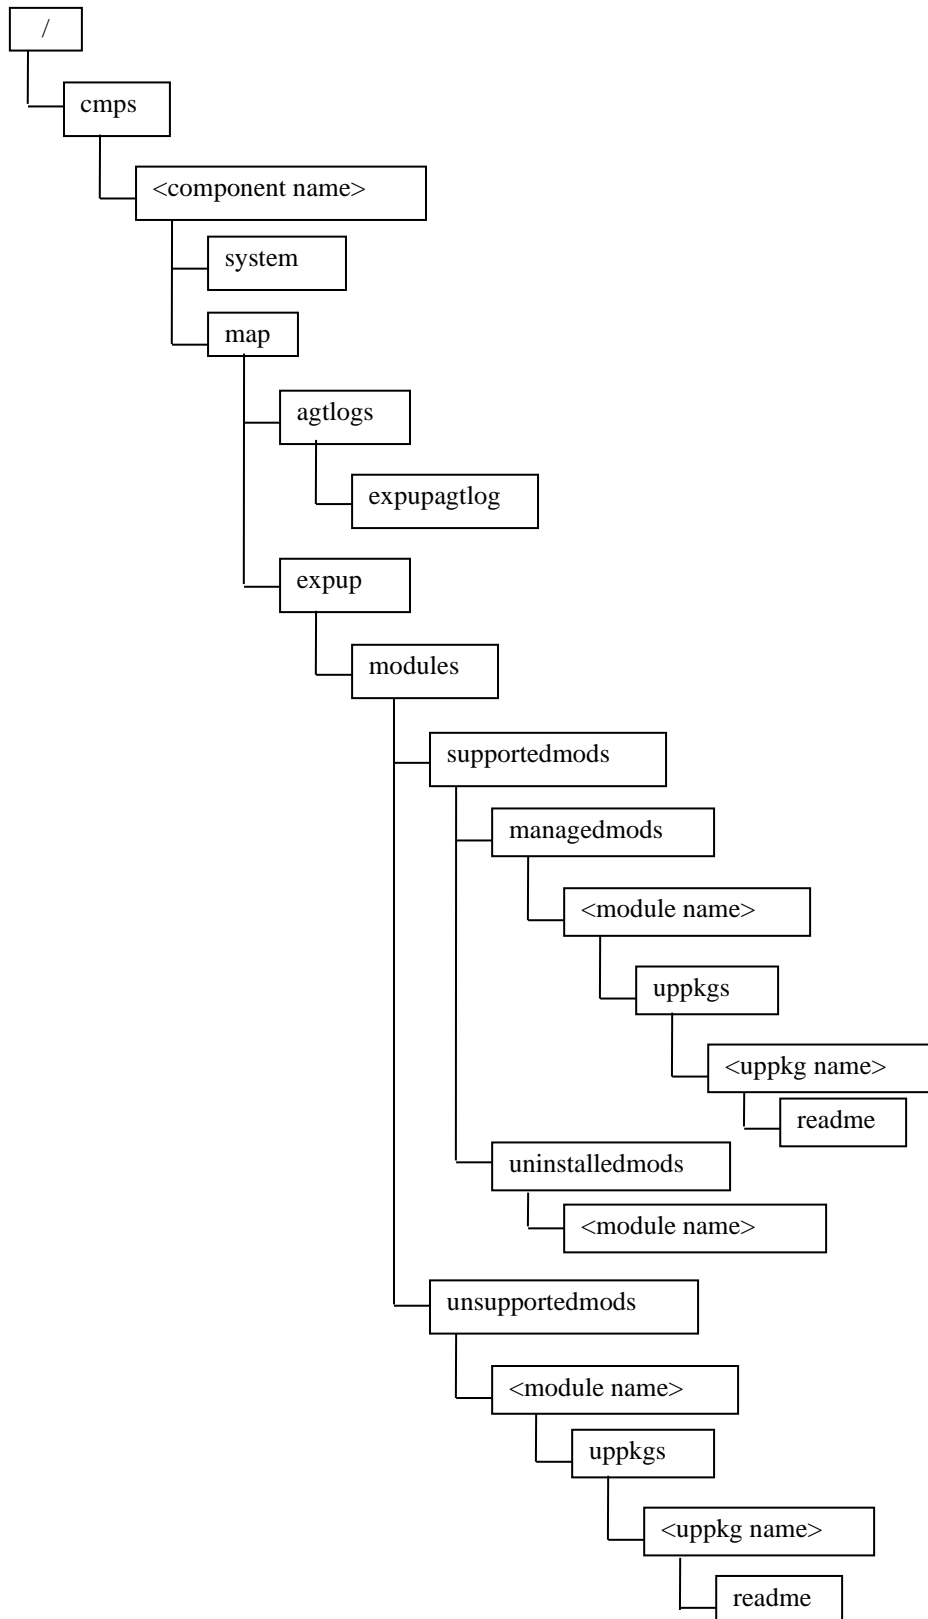 /
cmps
<component name>
system
map
agtlogs
expupagtlog
expup
modules
supportedmods
managedmods
<module name>
uppkgs
<uppkg name>
readme
uninstalledmods
<module name>
unsupportedmods
<module name>
uppkgs
<uppkg name>
readme